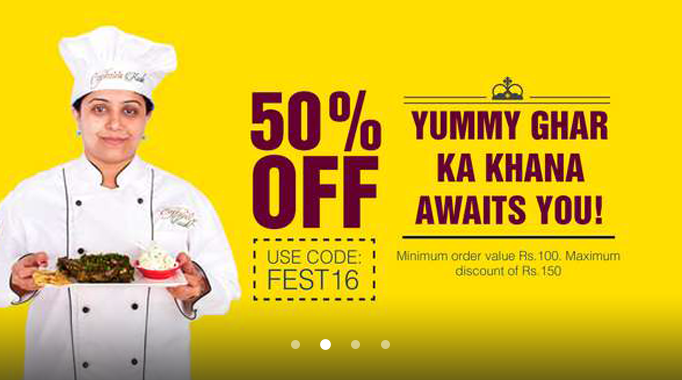 50% OFF
USE CODE:
FEST16
YUMMY GHAR
KA KHANA
AWAITS YOU!
Minimum order value Rs.100. Maximum
discount of Rs.150